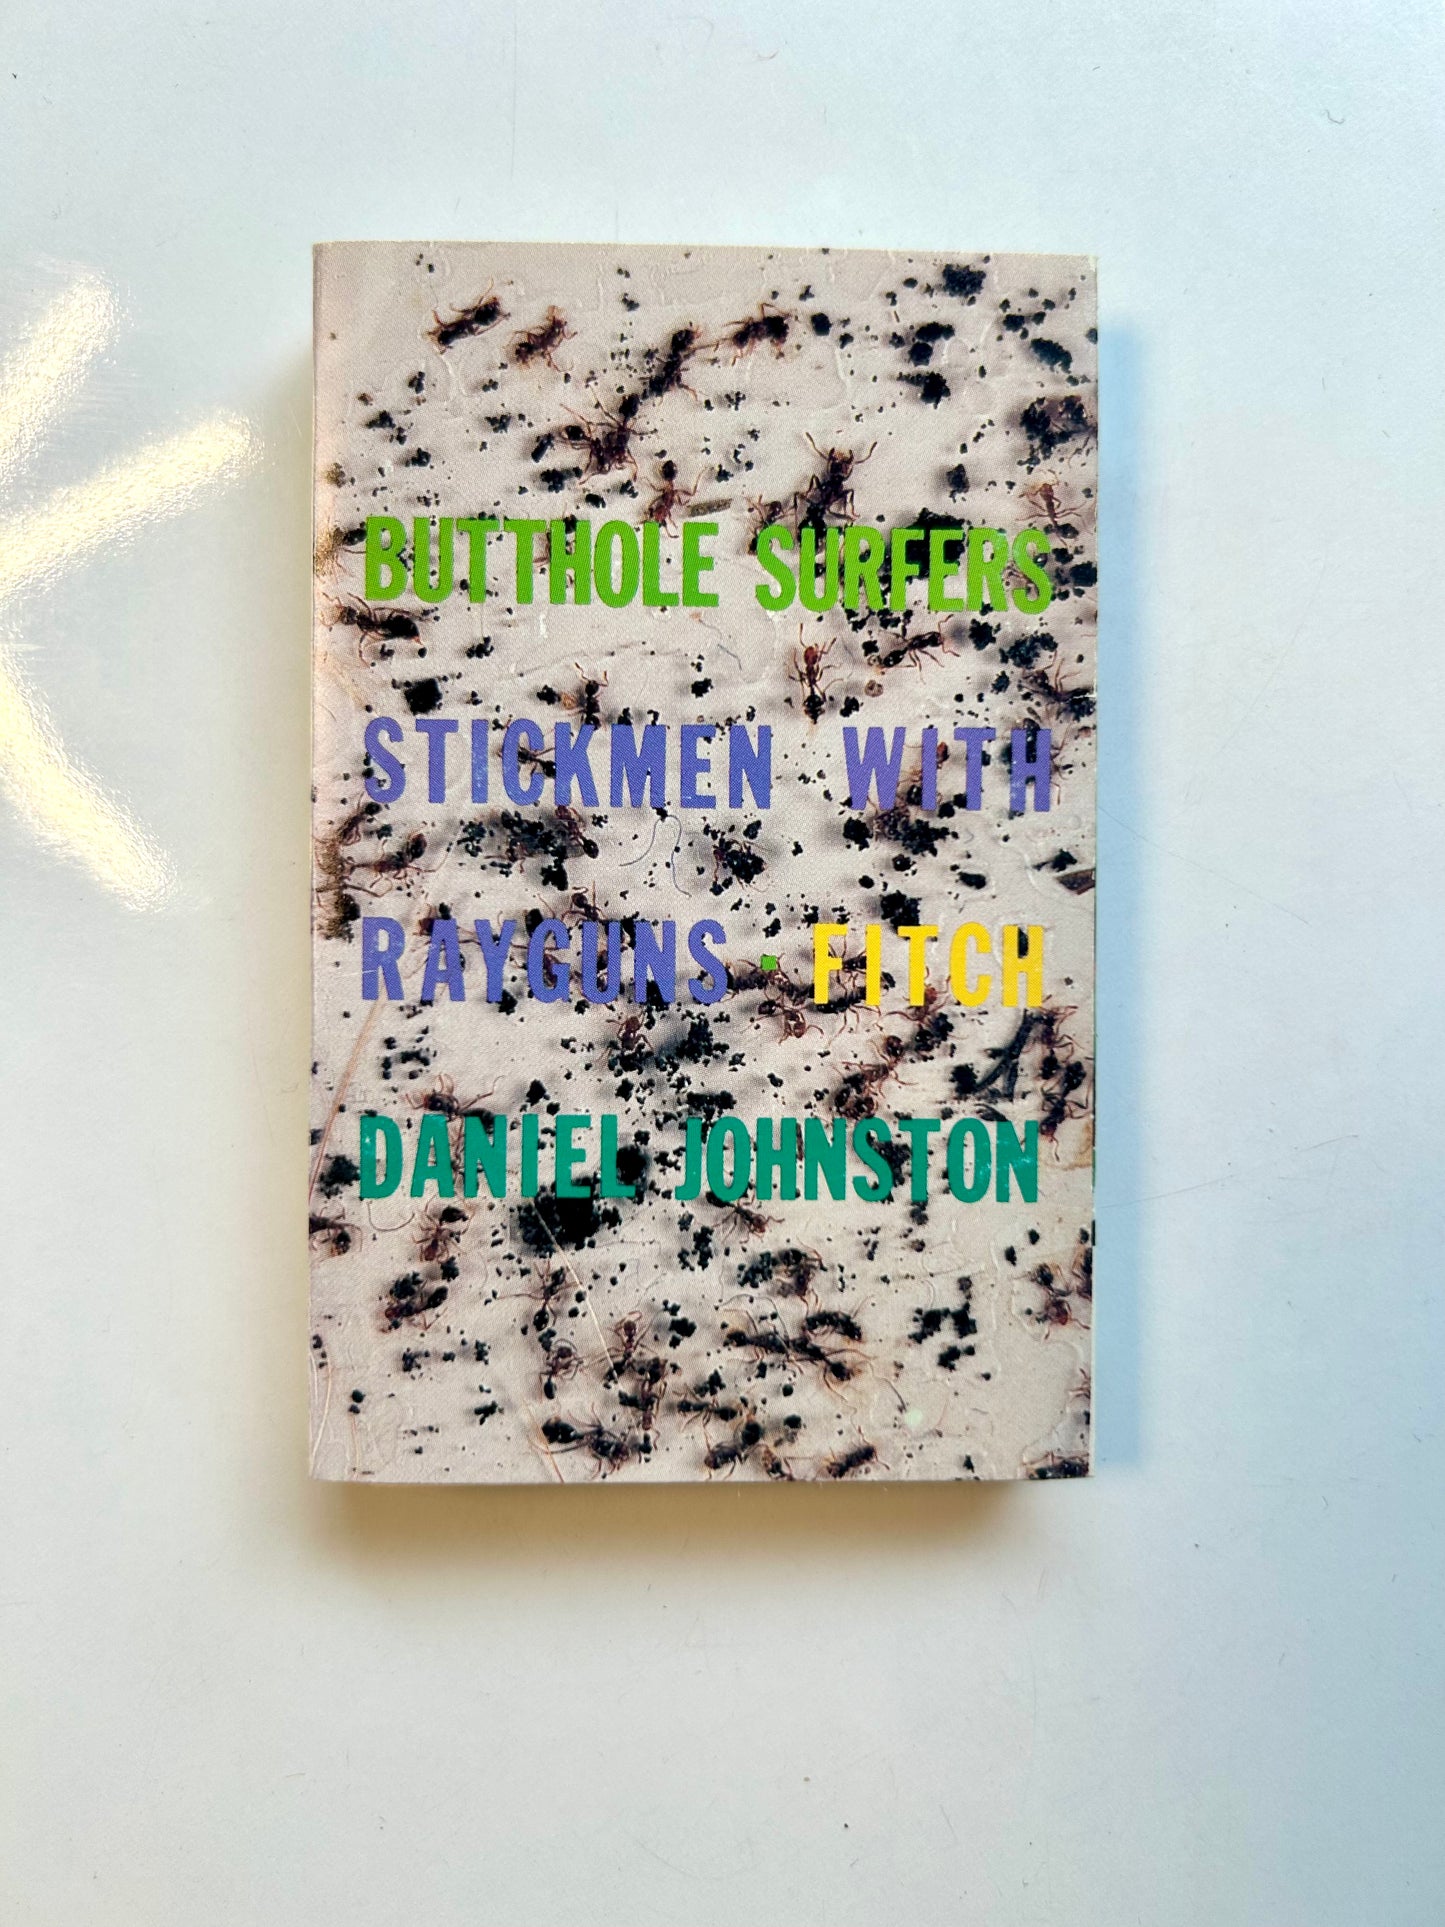 BUTTHOLE SURFERS
STICKMEN WITH
RAYGUNS · FITCH
DANIEL JOHNSTON